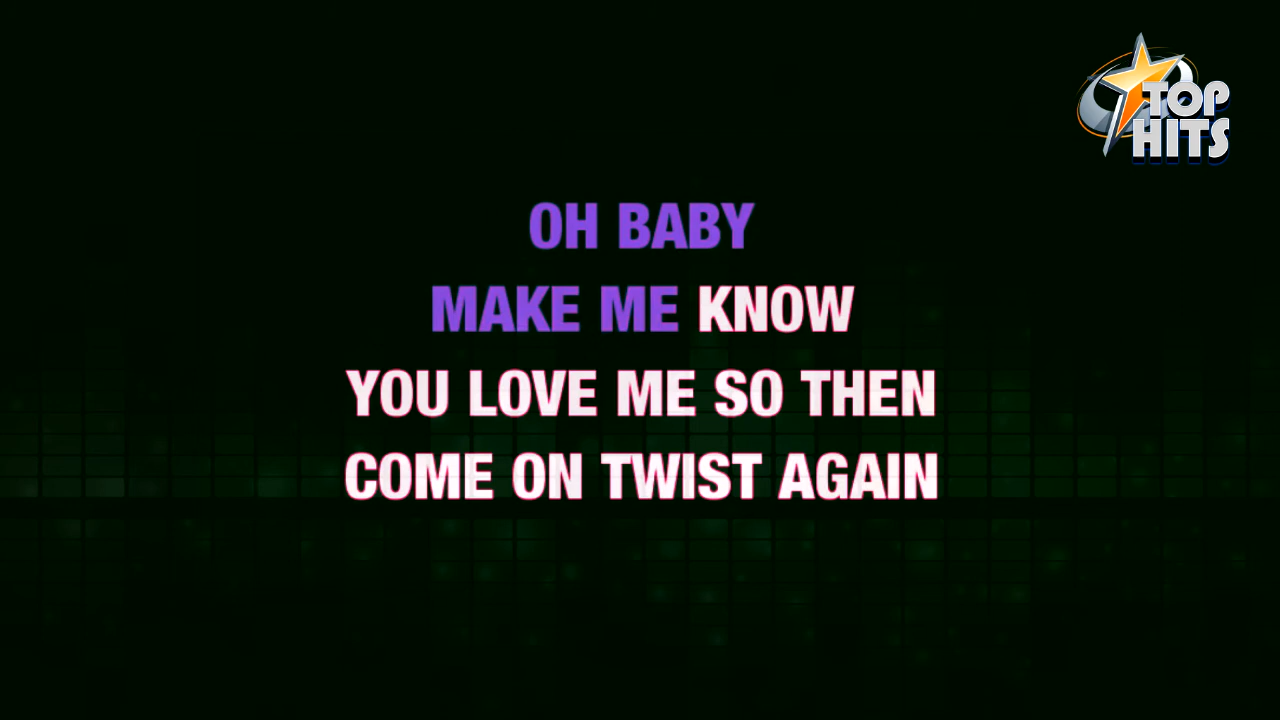 TOP
HITS
OH BABY
MAKE ME KNOW
YOU LOVE ME SO THEN
COME ON TWIST AGAIN